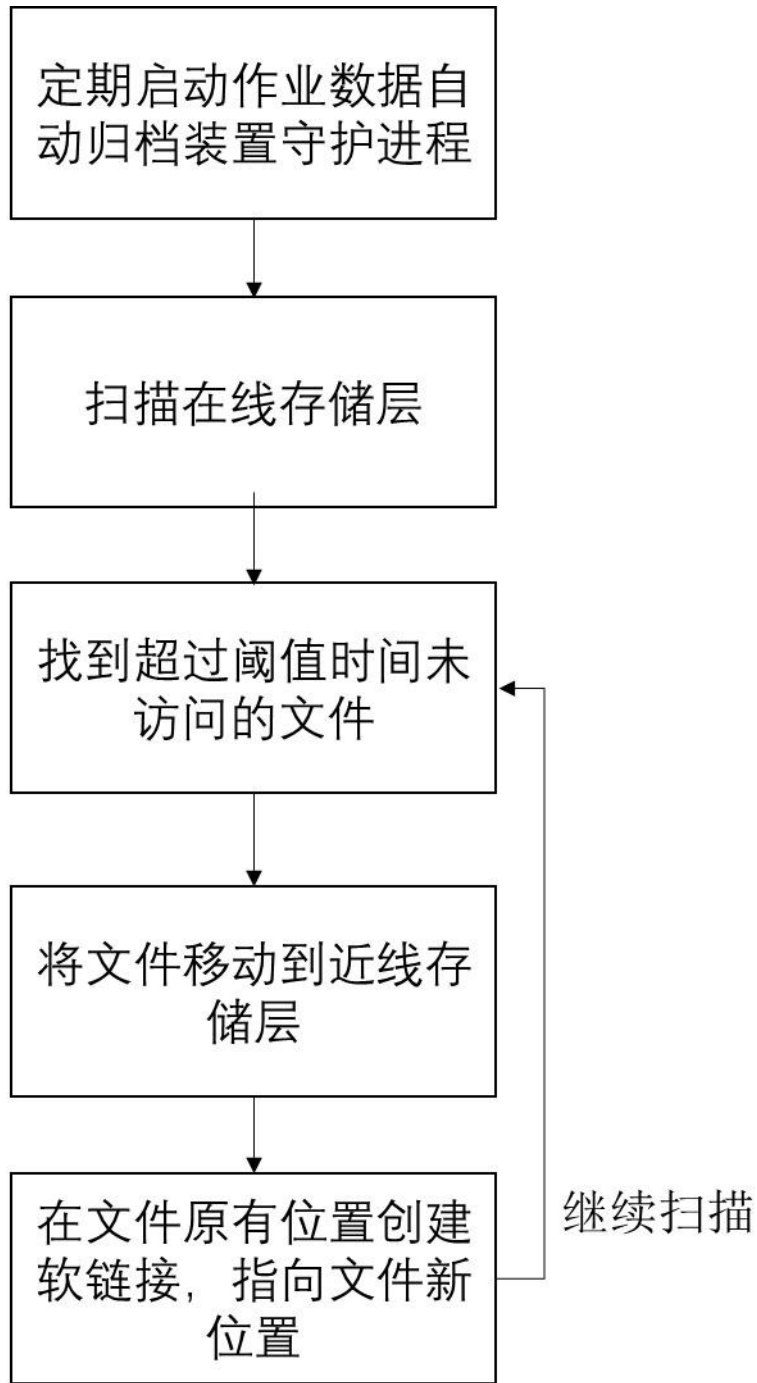 定期启动作业数据自
动归档装置守护进程
扫描在线存储层
找到超过阈值时间未
访问的文件
将文件移动到近线存
储层
在文件原有位置创建
软链接，指向文件新
位置
继续扫描